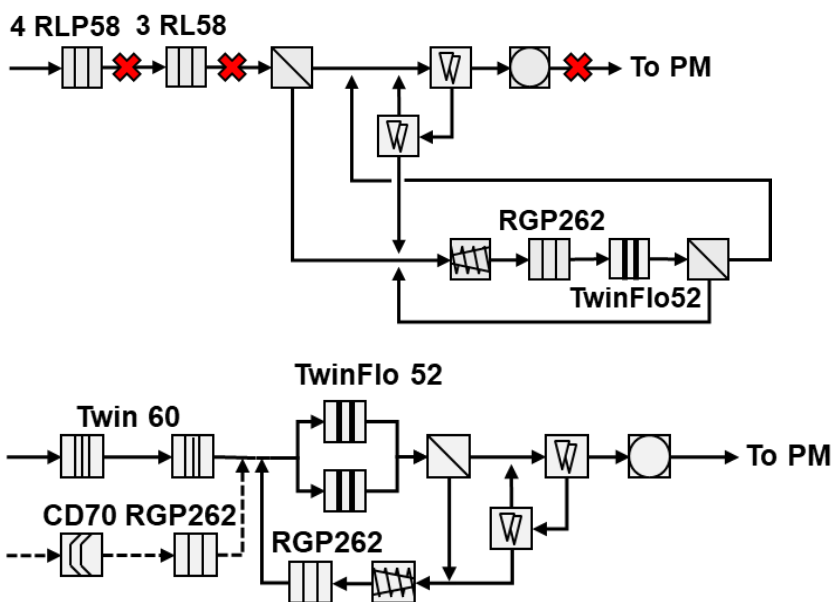 4 RLP58 3 RL58
To PM
RGP262
TwinFlo52
TwinFlo 52
Twin 60
To PM
CD70 RGP262
RGP262